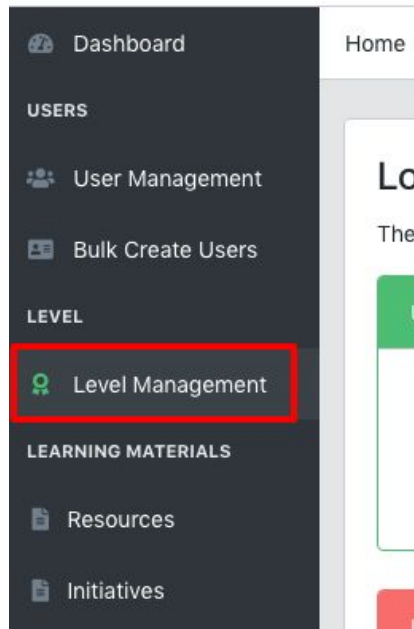 Dashboard
Home
USERS
User Management
Lo
The
Bulk Create Users
LEVEL
Level Management
LEARNING MATERIALS
Resources
Initiatives